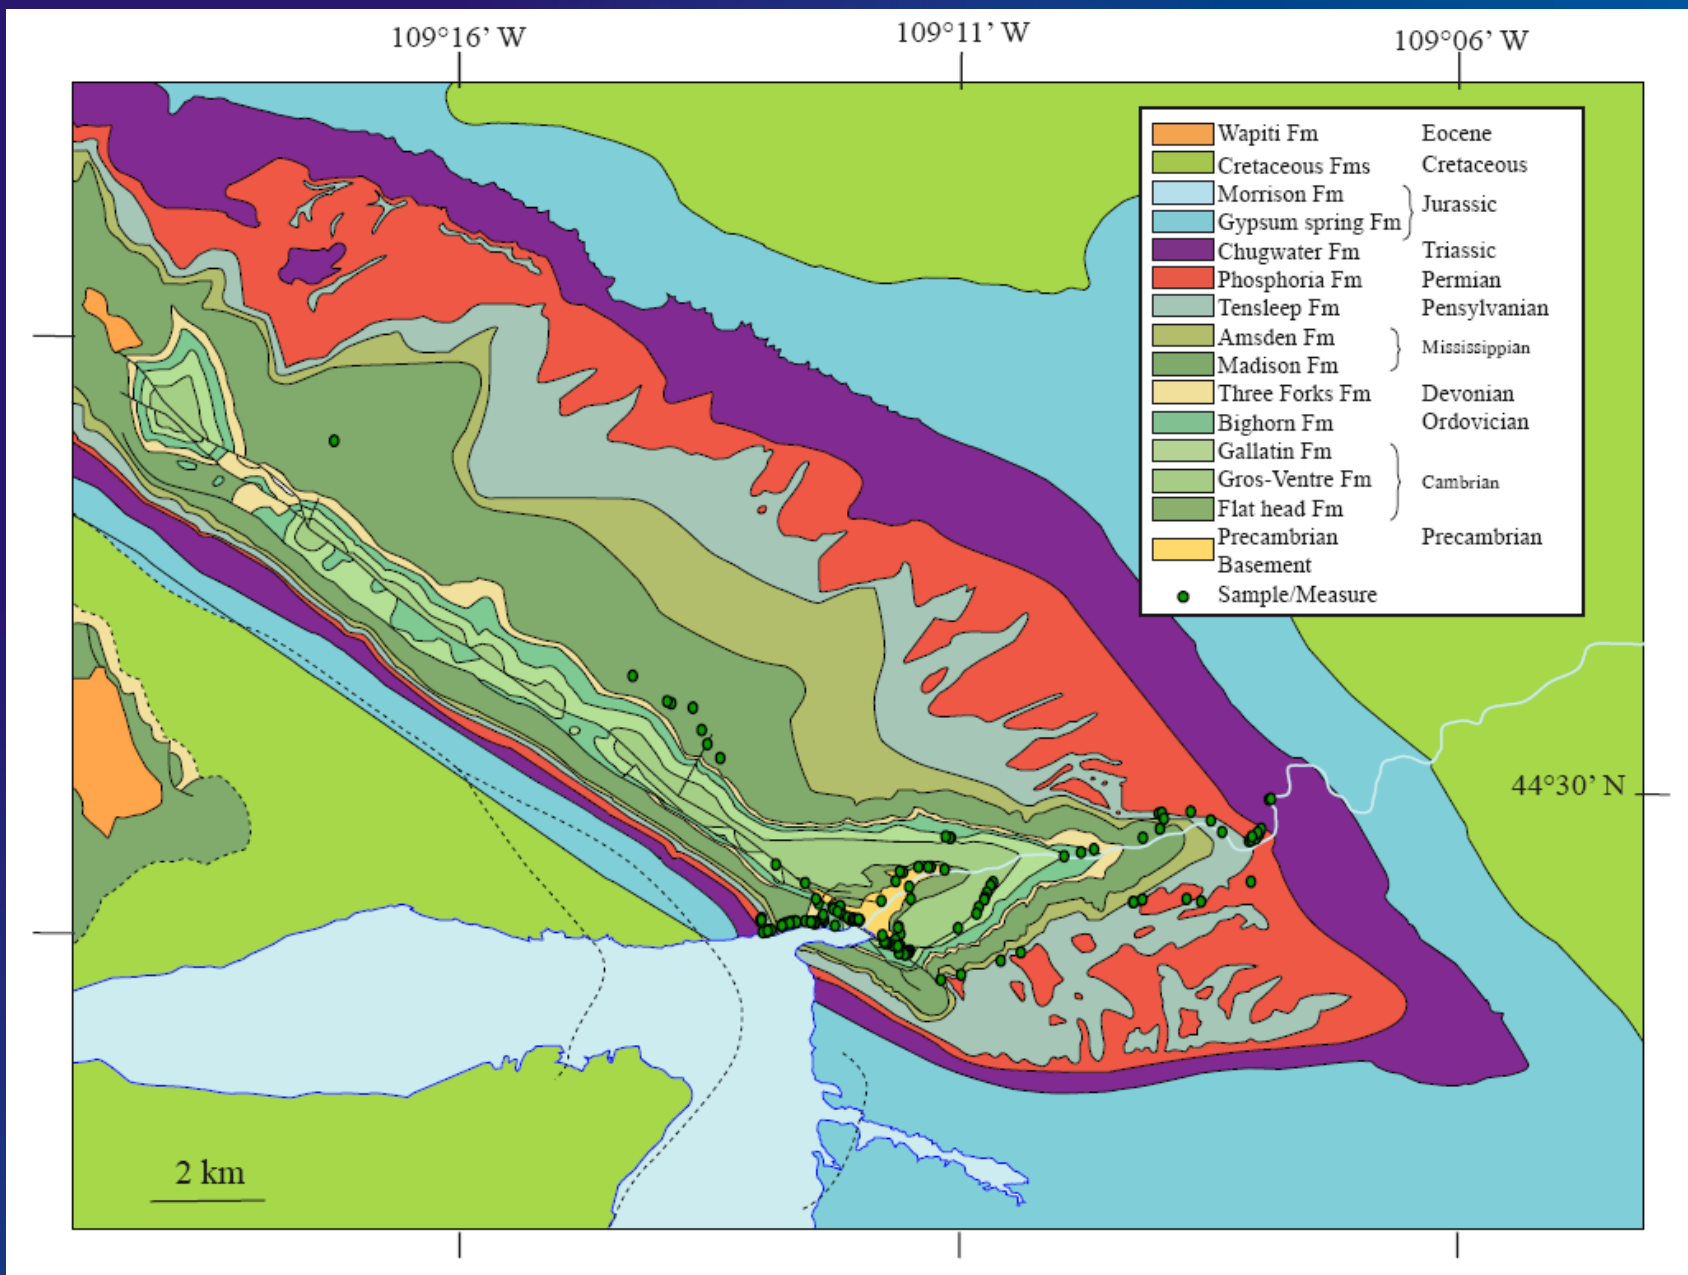 109°16’ W
109°11’ W
109°06’ W
Wapiti Fm Eocene
Cretaceous Fms Cretaceous
Morrison Fm
Jurassic
Gypsum spring Fm
Chugwater Fm Triassic
Phosphoria Fm Permian
Tensleep Fm Pensylvanian
Amsden Fm
Mississippian
Madison Fm
Three Forks Fm Devonian
Bighorn Fm Ordovician
Gallatin Fm
Gros-Ventre Fm Cambrian
Flat head Fm
Precambrian Precambrian
Basement
Sample/Measure
44°30’ N
2 km